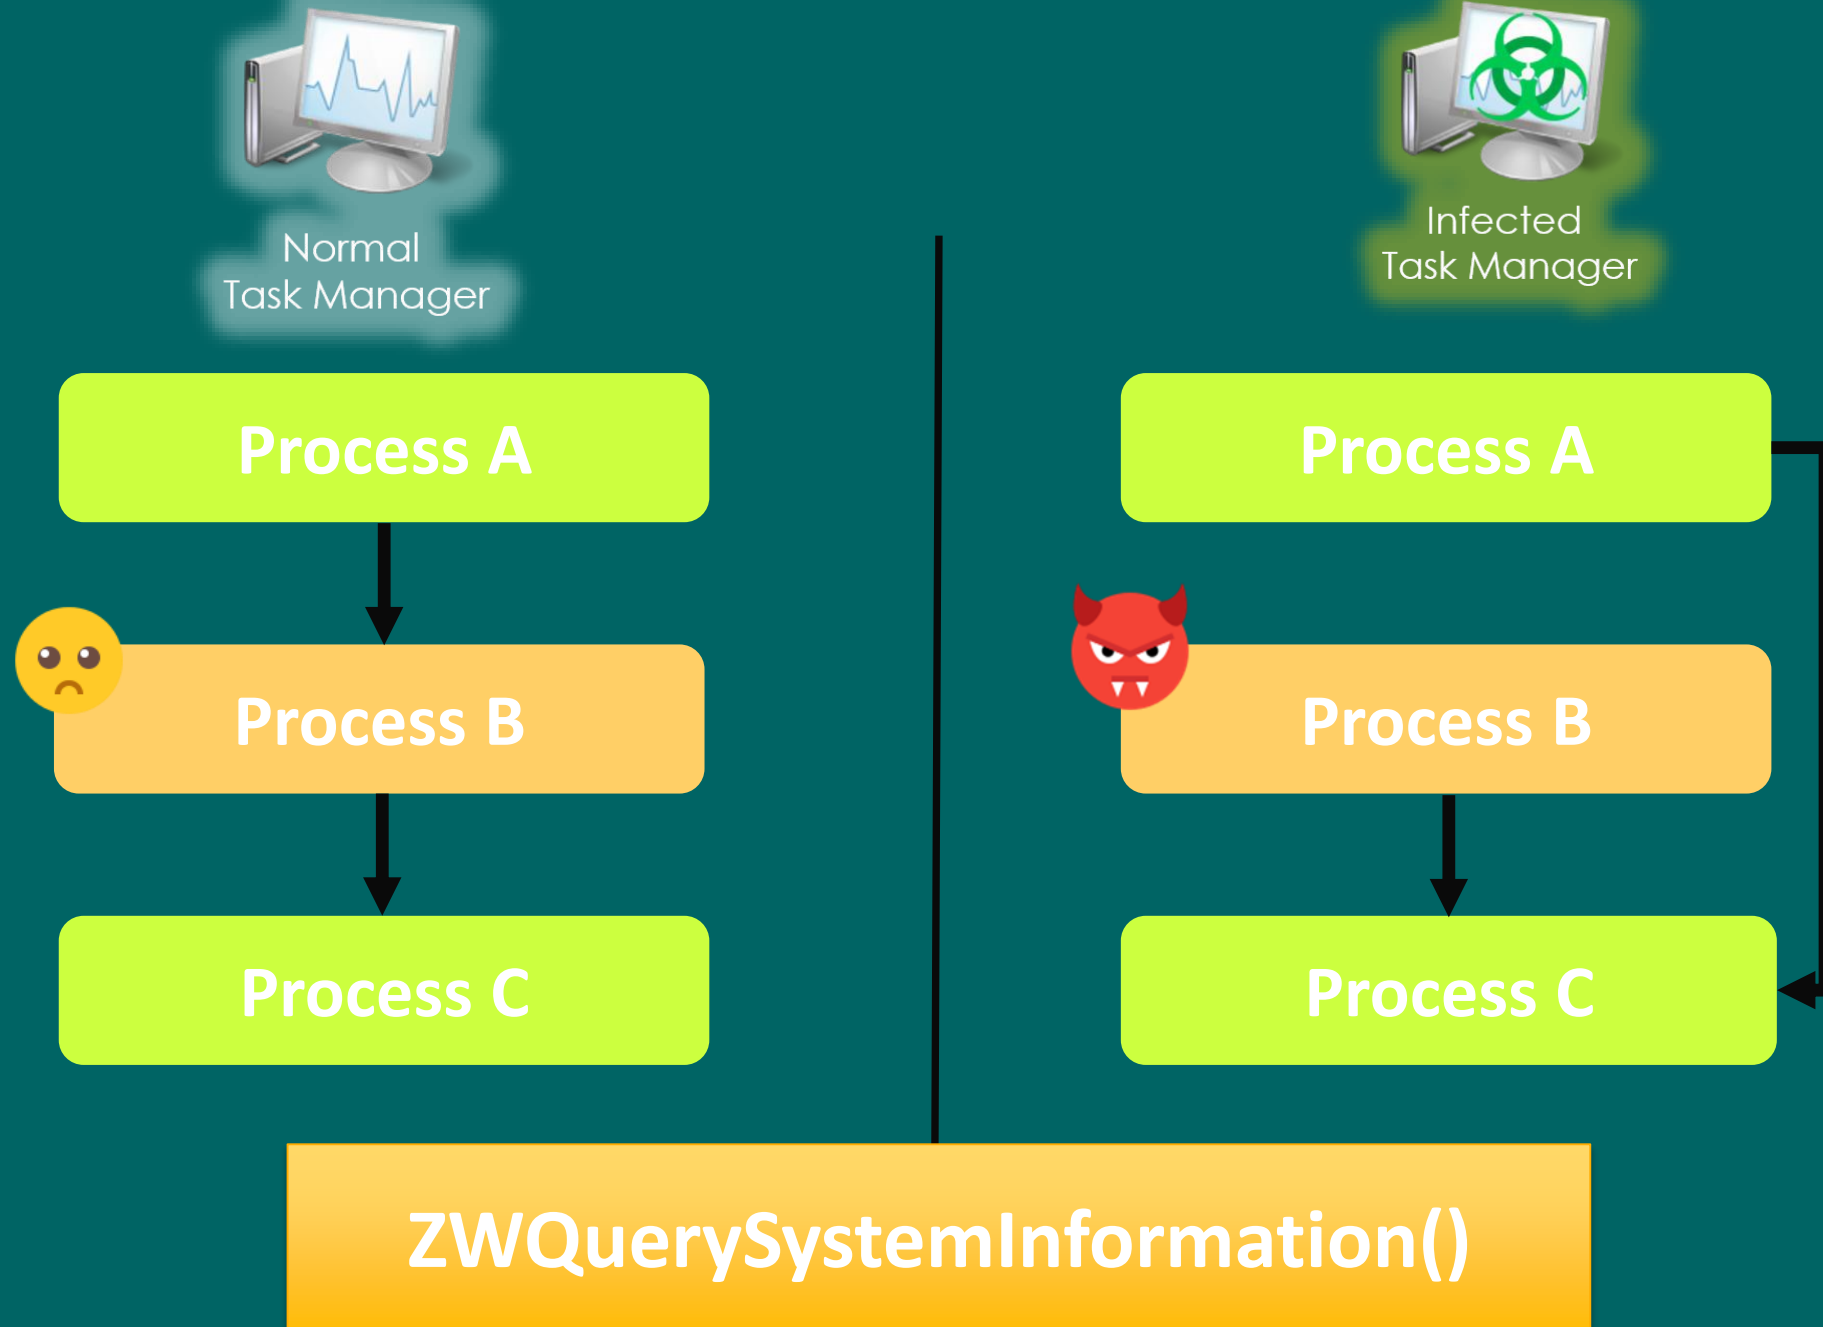 Normal
Task Manager
Process A
Process B
Process C
Infected
Task Manager
Process A
Process B
Process C
ZWQuerySystemInformation()